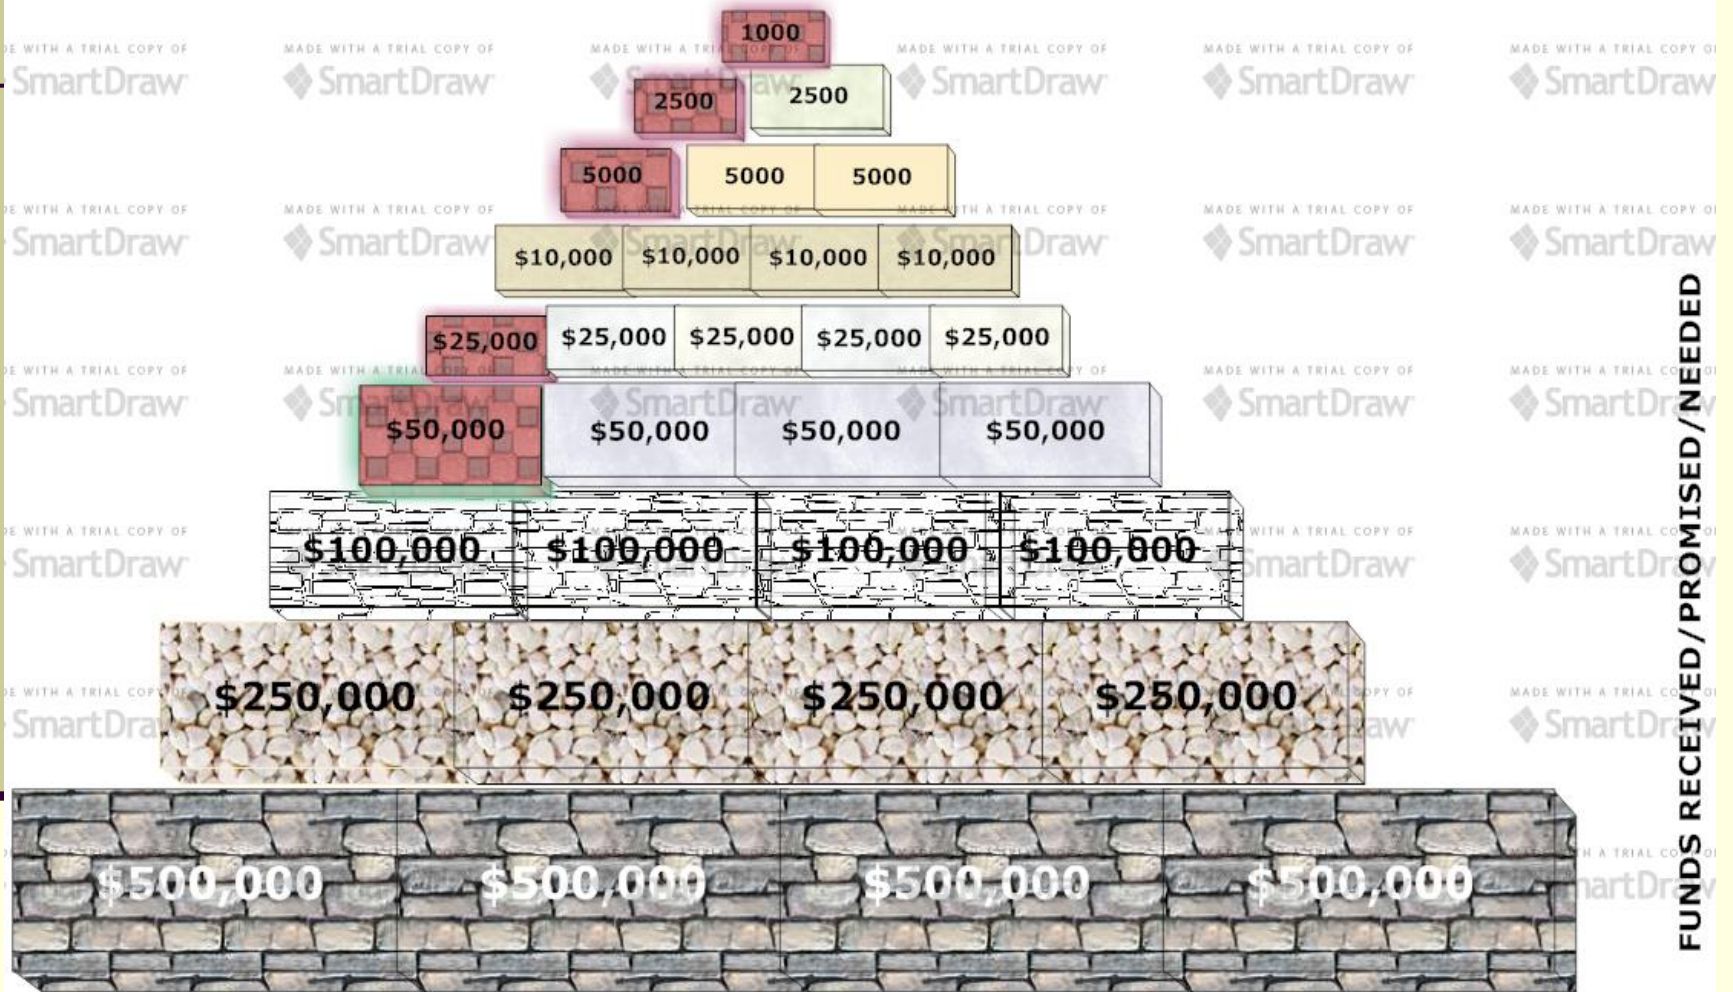 1000
2500 2500
5000 5000 5000
$10,000 $10,000 $10,000 $10,000
$25,000 $25,000 $25,000 $25,000 $25,000
$50,000 $50,000 $50,000 $50,000
$100,000 $100,000 $100,000 $100,000
$250,000 $250,000 $250,000 $250,000
$500,000 $500,000 $500,000 $500,000
FUNDS RECEIVED/PROMISED/NEEDED
MADE WITH A TRIAL COPY OF
SmartDraw